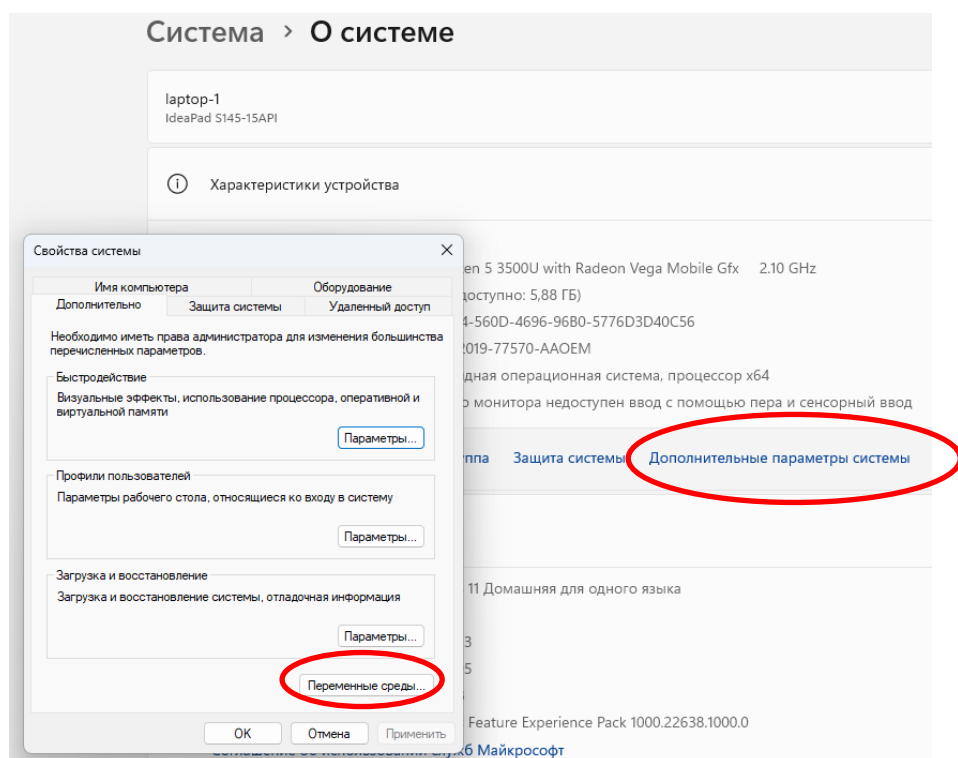 Система > О системе
laptop-1
IdeaPad S145-15API
Характеристики устройства
Свойства системы
Имя компьютера Оборудование
Дополнительно Защита системы Удаленный доступ
Необходимо иметь права администратора для изменения большинства
перечисленных параметров.
Быстродействие
Визуальные эффекты, использование процессора, оперативной и
виртуальной памяти
Параметры...
Профили пользователей
Параметры рабочего стола, относящиеся ко входу в систему
Параметры...
Загрузка и восстановление
Загрузка и восстановление системы, отладочная информация
Параметры...
Переменные среды...
ОК Отмена Применить
en 5 3500U with Radeon Vega Mobile Gfx 2.10 GHz
доступно: 5,88 ГБ)
4-560D-4696-96B0-5776D3D40C56
2019-77570-AAOEM
дная операционная система, процессор x64
о монитора недоступен ввод с помощью пера и сенсорный ввод
ппа Защита системы Дополнительные параметры системы
11 Домашняя для одного языка
3
5
Feature Experience Pack 1000.22638.1000.0
Соглашение об использовании служб Майкрософт